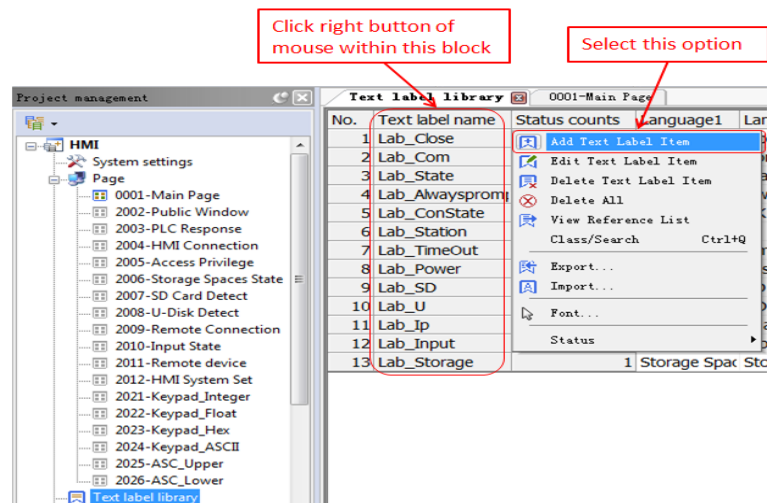 Click right button of
mouse within this block
Select this option
Project management
Text label library
0001-Main Page
HMI
System settings
Page
0001-Main Page
2002-Public Window
2003-PLC Response
2004-HMI Connection
2005-Access Privilege
2006-Storage Spaces State
2007-SD Card Detect
2008-U-Disk Detect
2009-Remote Connection
2010-Input State
2011-Remote device
2012-HMI System Set
2021-Keypad_Integer
2022-Keypad_Float
2023-Keypad_Hex
2024-Keypad_ASCII
2025-ASC_Upper
2026-ASC_Lower
Text label library
No. Text label name Status counts Language1 Lar
1 Lab_Close
2 Lab_Com
3 Lab_State
4 Lab_Alwaysprom
5 Lab_ConState
6 Lab_Station
7 Lab_TimeOut
8 Lab_Power
9 Lab_SD
10 Lab_U
11 Lab_Ip
12 Lab_Input
13 Lab_Storage 1 Storage Spac Sto
Add Text Label Item
Edit Text Label Item
Delete Text Label Item
Delete All
View Reference List
Class/Search Ctrl+Q
Export...
Import...
Font...
Status